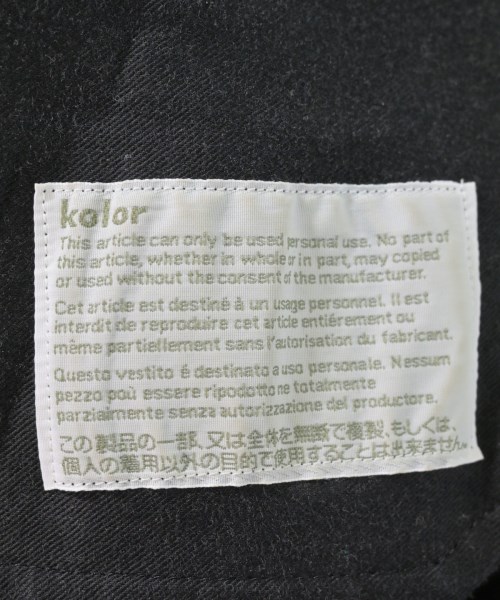 kolor
This article can only be used personal use. No part of
this article, whether in whole or in part, may copied
or used without the consent of the manufacturer.
Cet article est destiné à un usage personnel. Il est
interdit de reproduire cet article entiérement ou
même partiellement sans l'autorisation du fabricant.
Questo vestito é destinato a uso personale. Nessum
pezzo poù essere ripodotto ne totalmente
parzialmente senza autorizzazione del productore.
この製品の一部、又は全体を無断で複製、もしくは、
個人の着用以外の目的で使用することは出来ません。